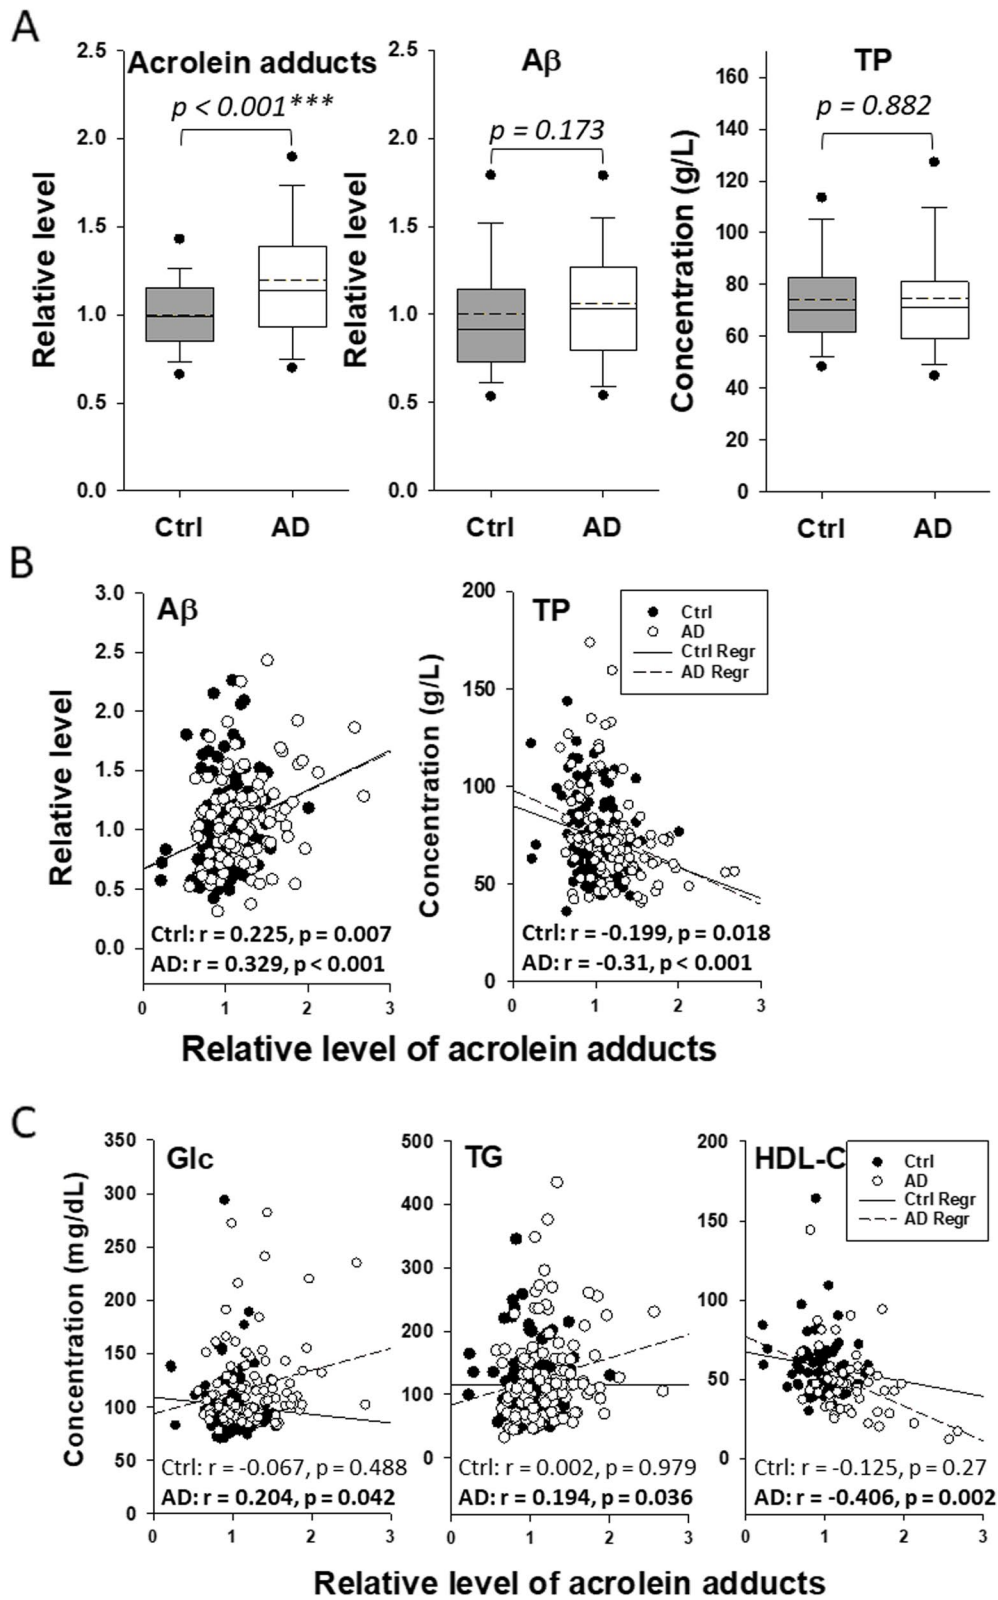 A
Acrolein adducts
p < 0.001***
Relative level
2.5
2.0
1.5
1.0
0.5
0.0
Ctrl
AD
Aβ
p = 0.173
Relative level
2.5
2.0
1.5
1.0
0.5
0.0
Ctrl
AD
TP
p = 0.882
Concentration (g/L)
160
140
120
100
80
60
40
20
0
Ctrl
AD
B
Aβ
Relative level
3.0
2.5
2.0
1.5
1.0
0.5
0.0
Ctrl: r = 0.225, p = 0.007
AD: r = 0.329, p < 0.001
0 1 2 3
TP
Concentration (g/L)
200
150
100
50
0
Ctrl
AD
Ctrl Regr
AD Regr
Ctrl: r = -0.199, p = 0.018
AD: r = -0.31, p < 0.001
0 1 2 3
Relative level of acrolein adducts
C
Glc
Concentration (mg/dL)
350
300
250
200
150
100
50
0
Ctrl: r = -0.067, p = 0.488
AD: r = 0.204, p = 0.042
0 1 2 3
TG
500
400
300
200
100
0
Ctrl: r = 0.002, p = 0.979
AD: r = 0.194, p = 0.036
0 1 2 3
HDL-C
200
150
100
50
0
Ctrl
AD
Ctrl Regr
AD Regr
Ctrl: r = -0.125, p = 0.27
AD: r = -0.406, p = 0.002
0 1 2 3
Relative level of acrolein adducts